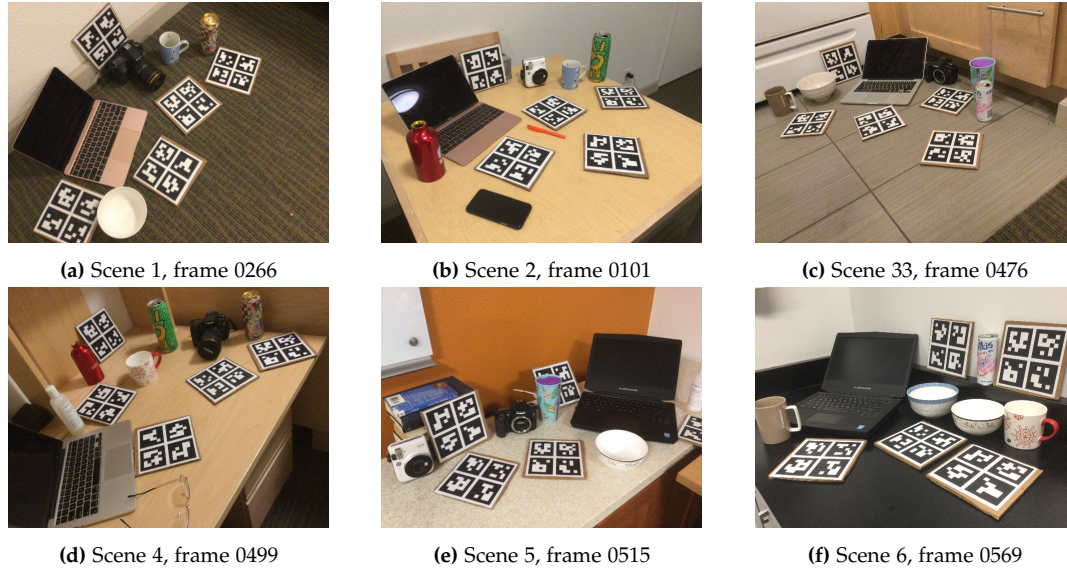 (a) Scene 1, frame 0266
(b) Scene 2, frame 0101
(c) Scene 33, frame 0476
(d) Scene 4, frame 0499
(e) Scene 5, frame 0515
(f) Scene 6, frame 0569